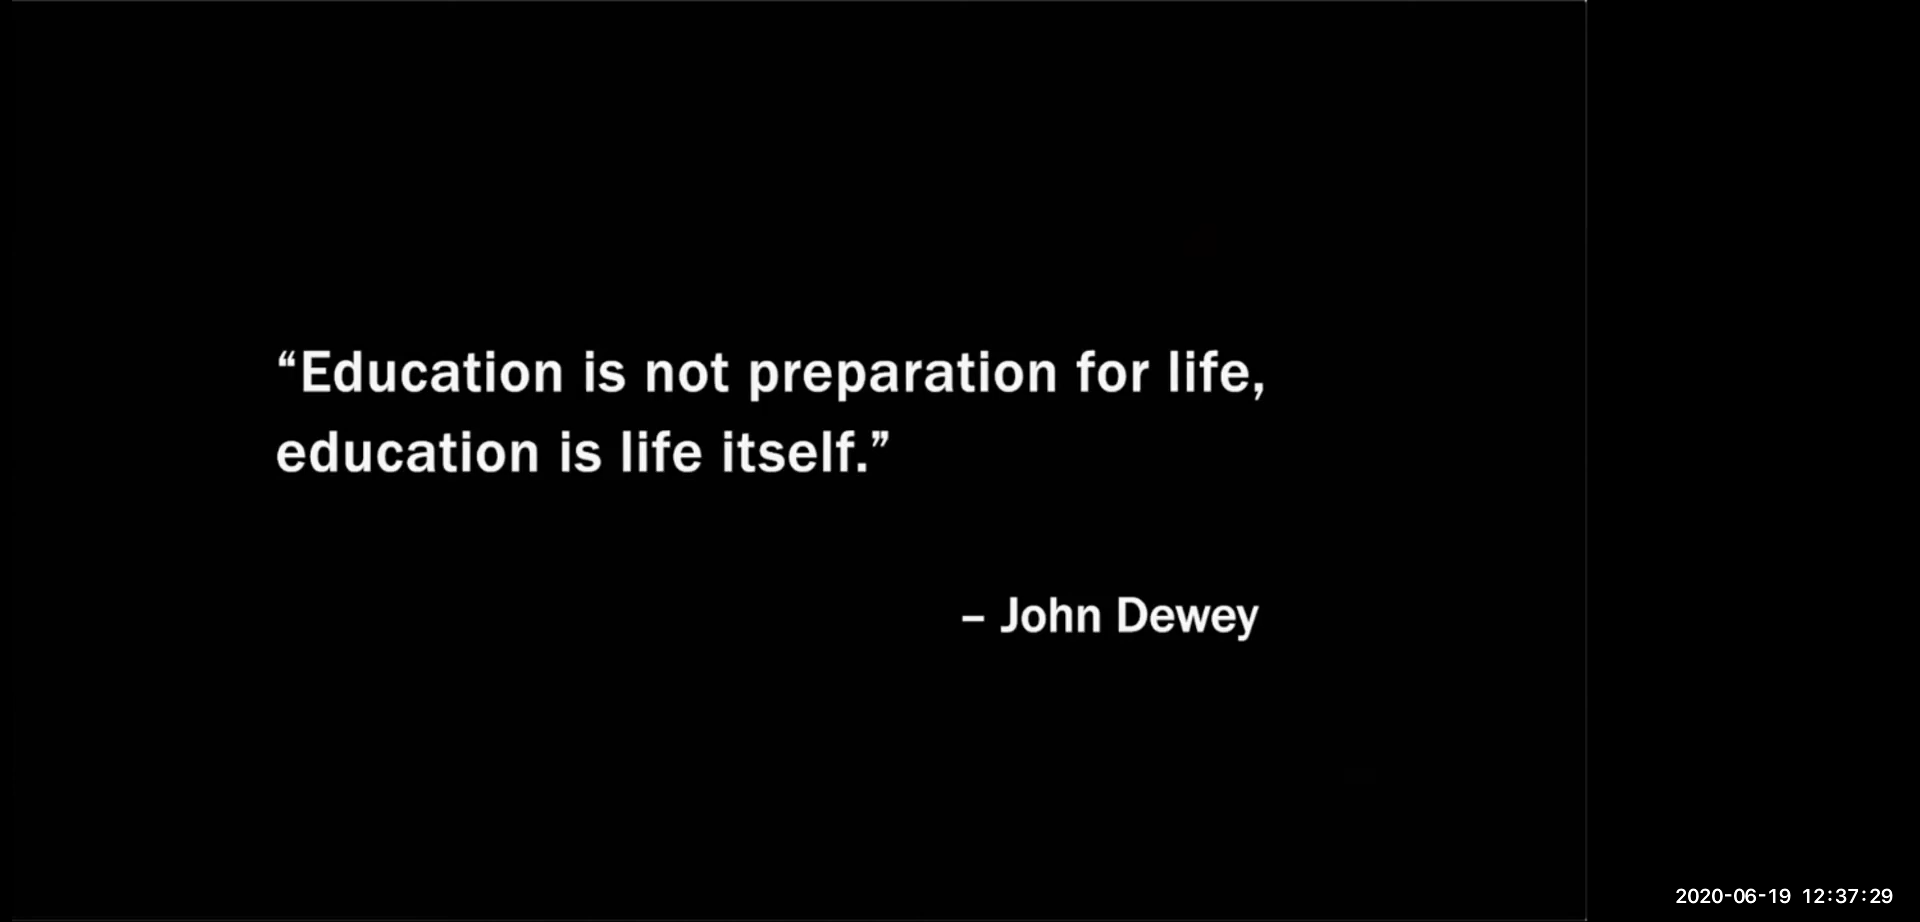 “Education is not preparation for life,
education is life itself.”
– John Dewey
2020-06-19 12:37:29